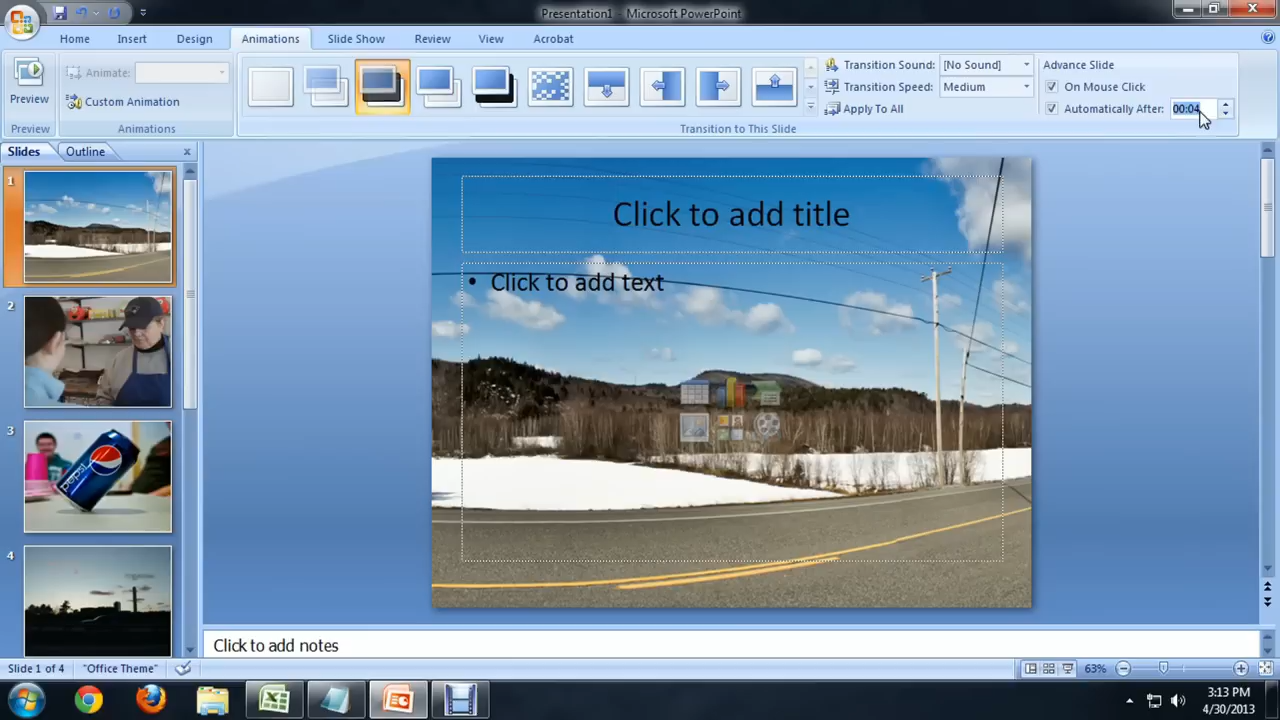 Presentation1 - Microsoft PowerPoint
Home Insert Design Animations Slide Show Review View Acrobat
Preview
Preview
Animate:
Custom Animation
Animations
Transition Sound: [No Sound]
Transition Speed: Medium
Apply To All
Transition to This Slide
Advance Slide
On Mouse Click
Automatically After: 00:04
Slides Outline
1
2
3
pepsi
4
Click to add title
• Click to add text
Click to add notes
Slide 1 of 4 "Office Theme" 63%
3:13 PM
4/30/2013